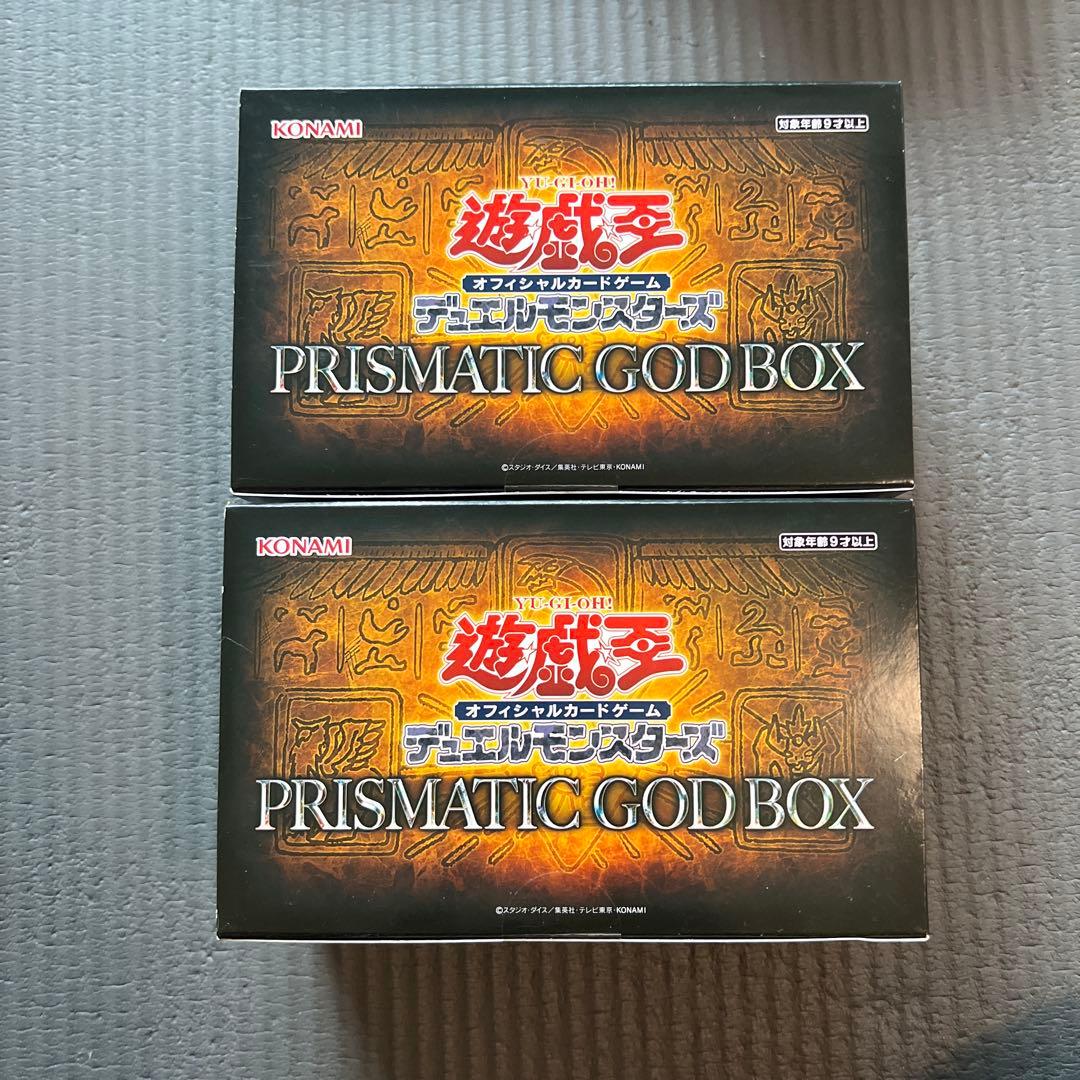 KONAMI
対象年齢9才以上
YU-GI-OH!
遊☆戯☆王
オフィシャルカードゲーム
デュエルモンスターズ
PRISMATIC GOD BOX
©スタジオ・ダイス/集英社・テレビ東京・KONAMI
KONAMI
対象年齢9才以上
YU-GI-OH!
遊☆戯☆王
オフィシャルカードゲーム
デュエルモンスターズ
PRISMATIC GOD BOX
©スタジオ・ダイス/集英社・テレビ東京・KONAMI